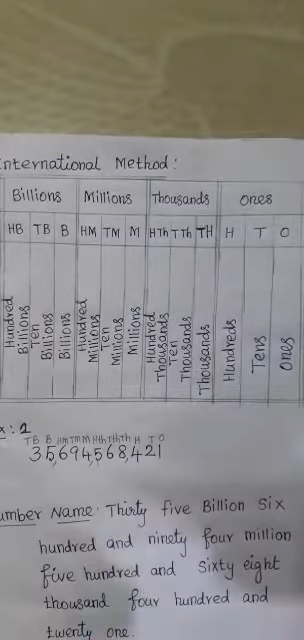 International Method:
Billions Millions Thousands Ones
HB TB B HM TM M HTh TTh TH H T O
Hundred Billions Ten Billions Billions Hundred Millions Ten Millions Millions Hundred Thousands Ten Thousands Thousands Hundreds Tens Ones
x: 2
TB B Hm TM M Hth Tth Th H T O
35,694,568,421
umber Name: Thirty five Billion Six
hundred and ninety four million
five hundred and Sixty eight
thousand four hundred and
twenty one.